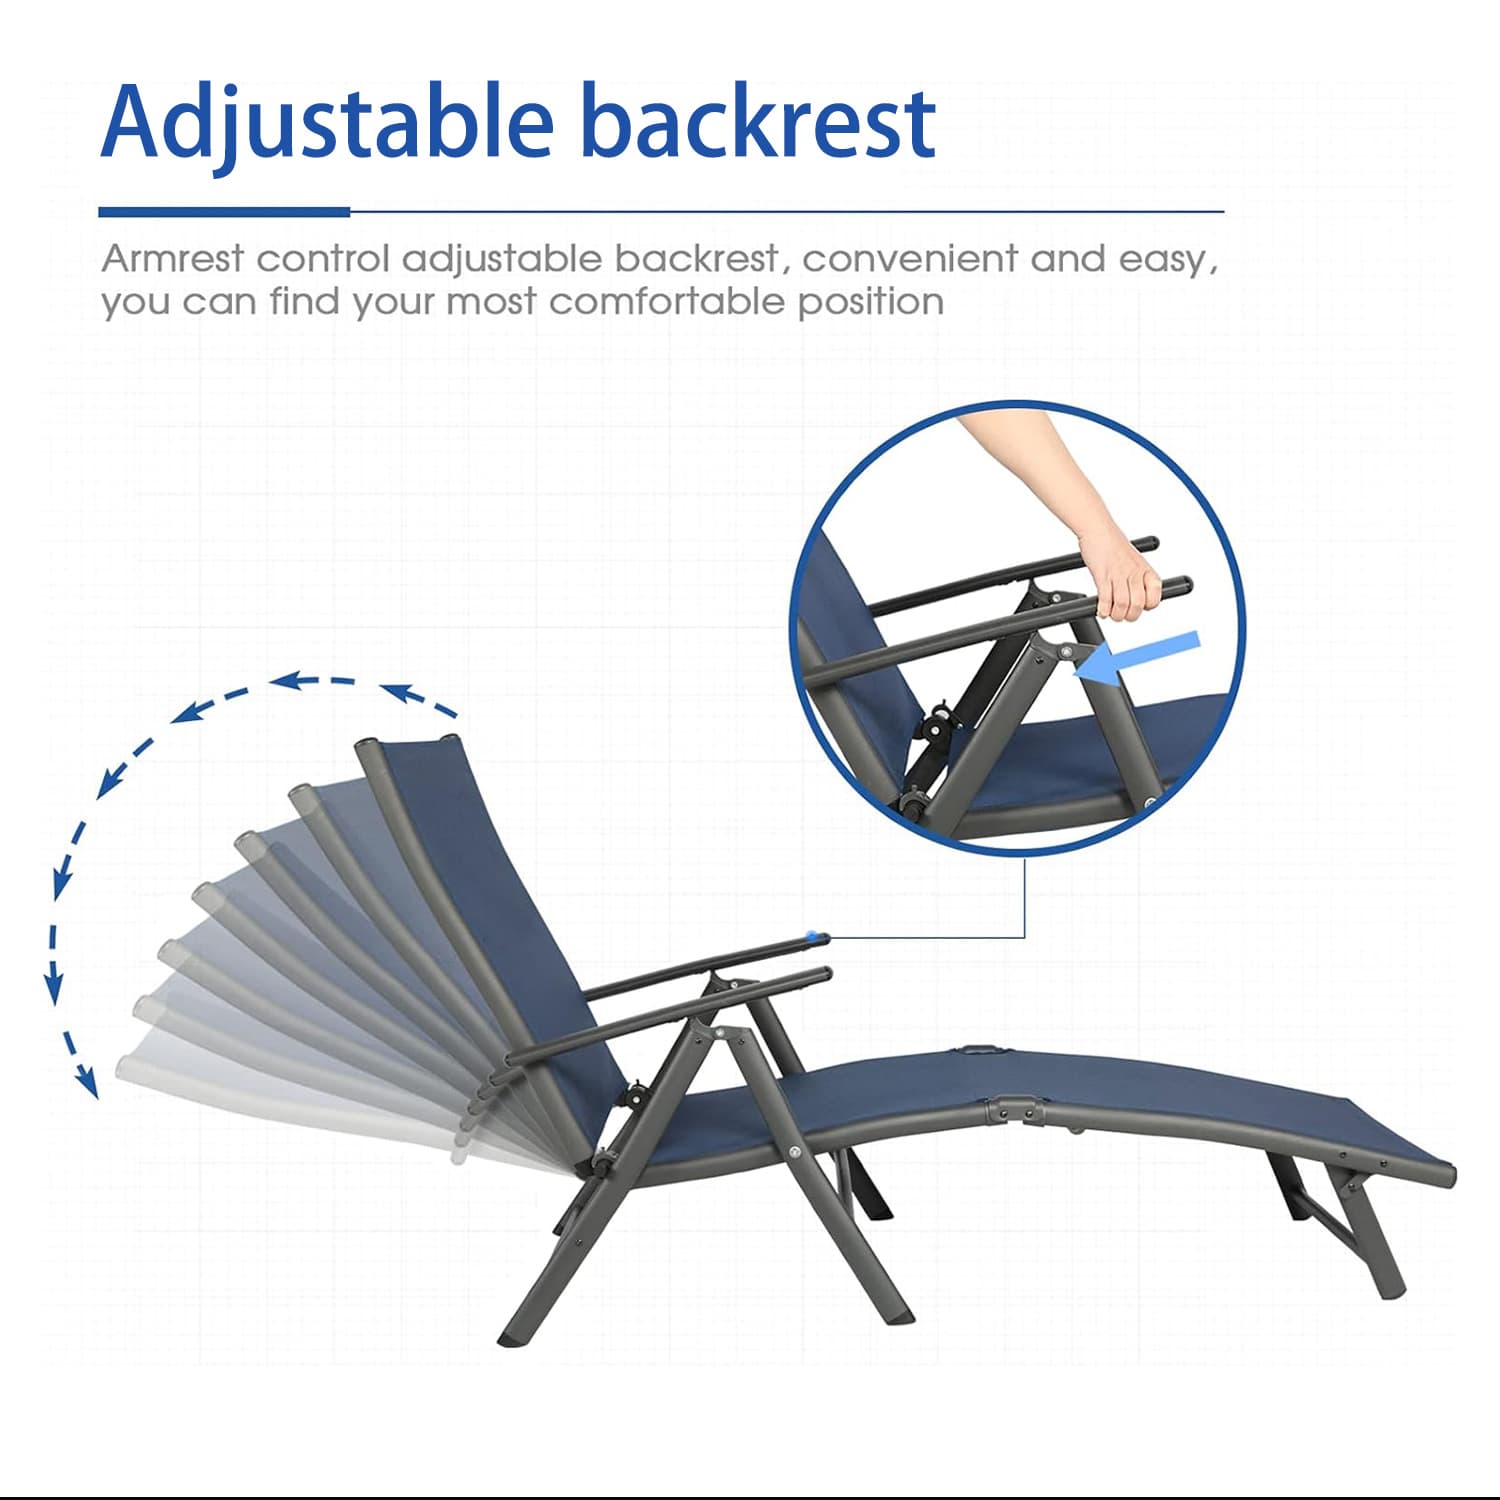 Adjustable backrest
Armrest control adjustable backrest, convenient and easy,
you can find your most comfortable position